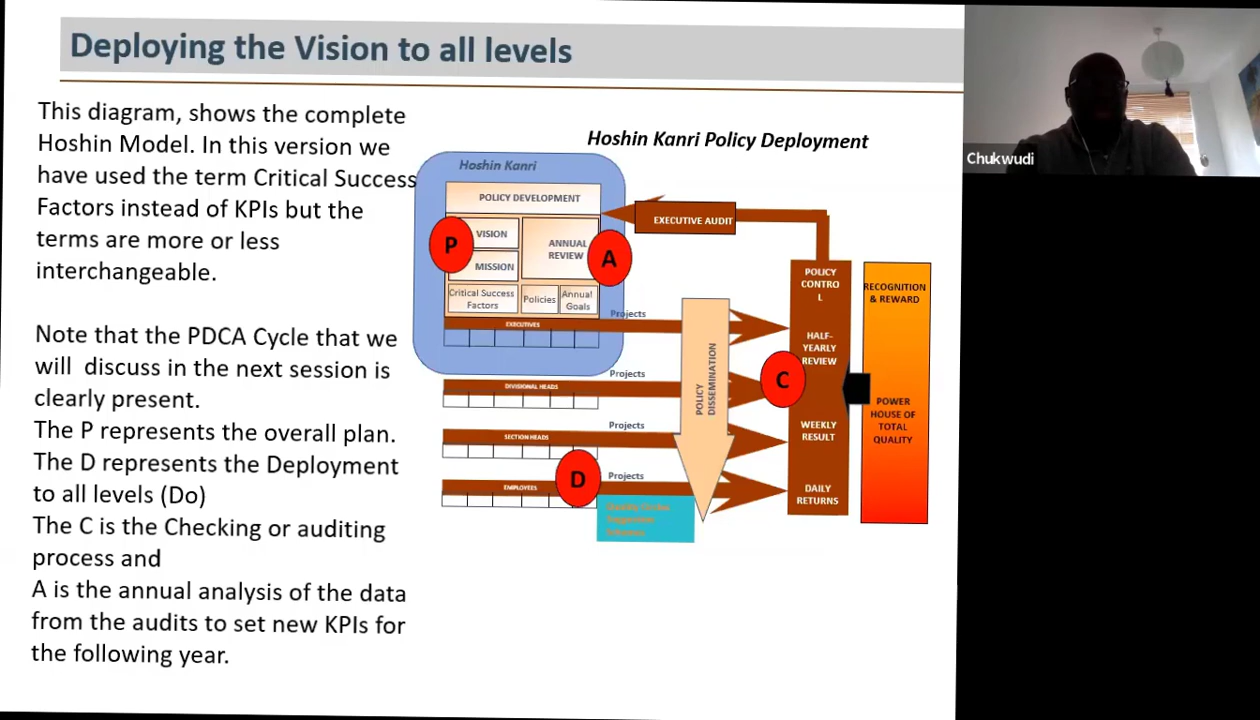 Deploying the Vision to all levels
This diagram, shows the complete
Hoshin Model. In this version we
have used the term Critical Success
Factors instead of KPIs but the
terms are more or less
interchangeable.
Note that the PDCA Cycle that we
will discuss in the next session is
clearly present.
The P represents the overall plan.
The D represents the Deployment
to all levels (Do)
The C is the Checking or auditing
process and
A is the annual analysis of the data
from the audits to set new KPIs for
the following year.
Hoshin Kanri Policy Deployment
Hoshin Kanri
POLICY DEVELOPMENT
P
VISION
MISSION
ANNUAL
REVIEW
A
Critical Success
Factors
Policies
Annual
Goals
EXECUTIVES
Projects
DIVISIONAL HEADS
Projects
SECTION HEADS
Projects
EMPLOYEES
D
Projects
POLICY
DISSEMINATION
EXECUTIVE AUDIT
POLICY
CONTRO
L
HALF-
YEARLY
REVIEW
C
WEEKLY
RESULT
DAILY
RETURNS
RECOGNITION
& REWARD
POWER
HOUSE OF
TOTAL
QUALITY
Chukwudi